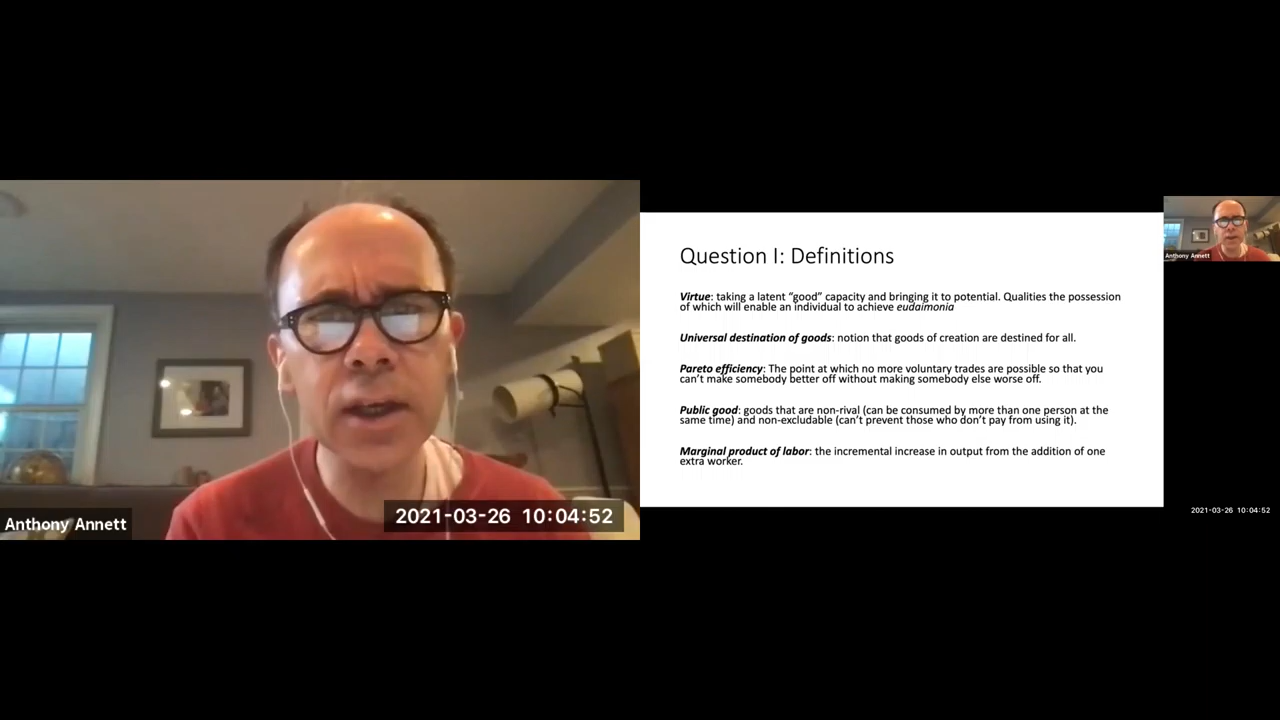 Anthony Annett
2021-03-26 10:04:52
Question I: Definitions
Virtue: taking a latent “good” capacity and bringing it to potential. Qualities the possession
of which will enable an individual to achieve eudaimonia
Universal destination of goods: notion that goods of creation are destined for all.
Pareto efficiency: The point at which no more voluntary trades are possible so that you
can’t make somebody better off without making somebody else worse off.
Public good: goods that are non-rival (can be consumed by more than one person at the
same time) and non-excludable (can’t prevent those who don’t pay from using it).
Marginal product of labor: the incremental increase in output from the addition of one
extra worker.
Anthony Annett
2021-03-26 10:04:52